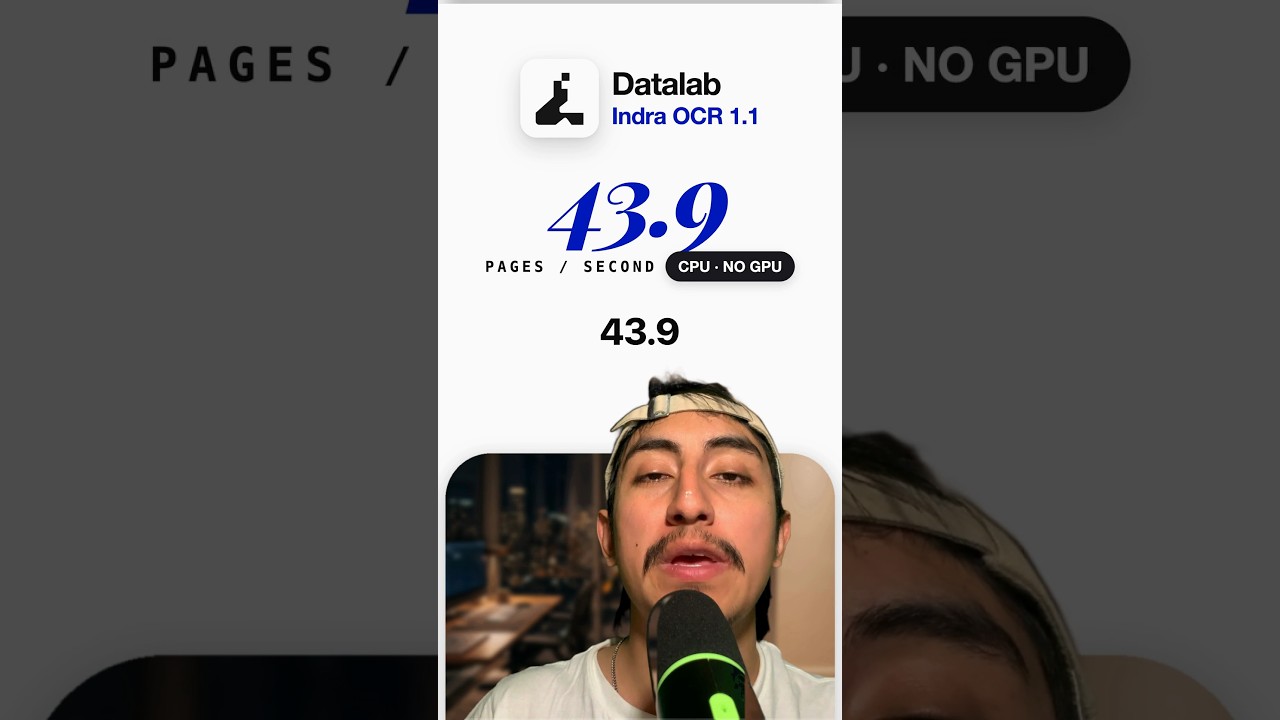 PAGES /
U · NO GPU
Datalab
Indra OCR 1.1
43.9
PAGES / SECOND
CPU · NO GPU
43.9